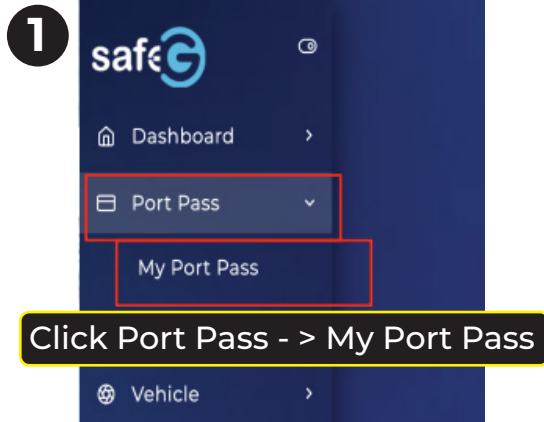 1
safeG
Dashboard
Port Pass
My Port Pass
Click Port Pass - > My Port Pass
Vehicle